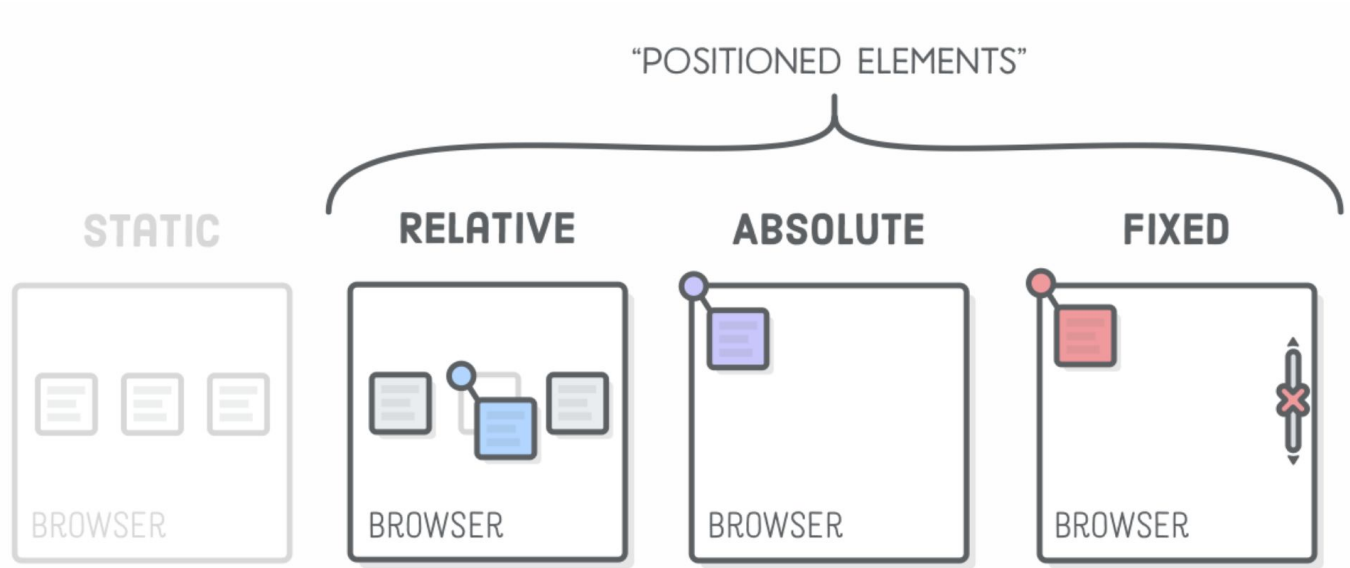 “POSITIONED ELEMENTS”
STATIC
RELATIVE
ABSOLUTE
FIXED
BROWSER
BROWSER
BROWSER
BROWSER